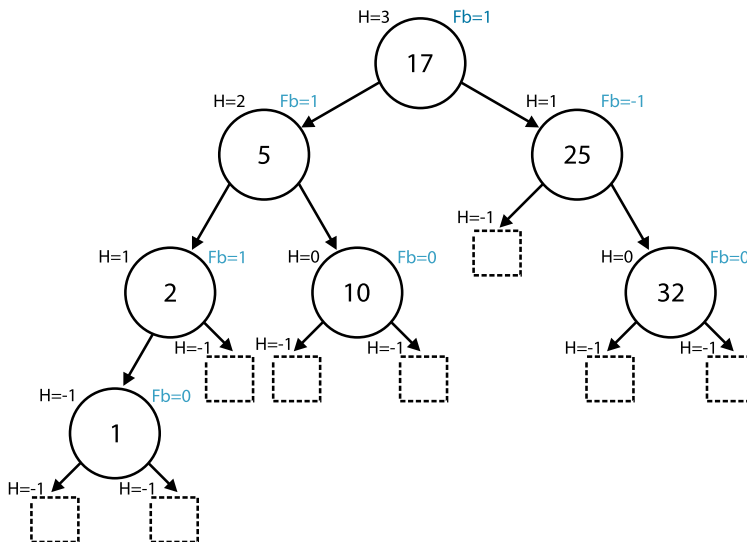 H=3 Fb=1
17
H=2 Fb=1 H=1 Fb=-1
5 25
H=-1
H=1 Fb=1 H=0 Fb=0 H=0 Fb=0
2 10 32
H=-1 H=-1 H=-1 H=-1 H=-1
H=-1 Fb=0
1
H=-1 H=-1